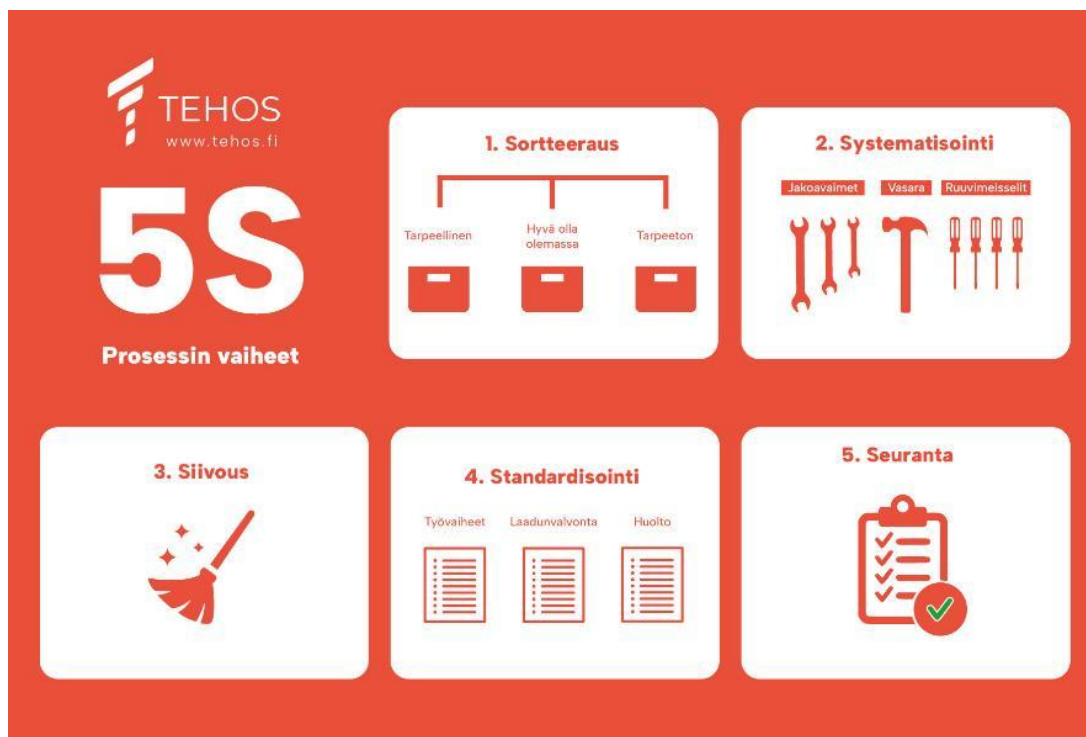 TEHOS
www.tehos.fi
5S
Prosessin vaiheet
1. Sortteeraus
Tarpeellinen
Hyvä olla
olemassa
Tarpeeton
2. Systematisointi
Jakoavaimet
Vasara
Ruuvimeisselit
3. Siivous
4. Standardisointi
Työvaiheet
Laadunvalvonta
Huolto
5. Seuranta